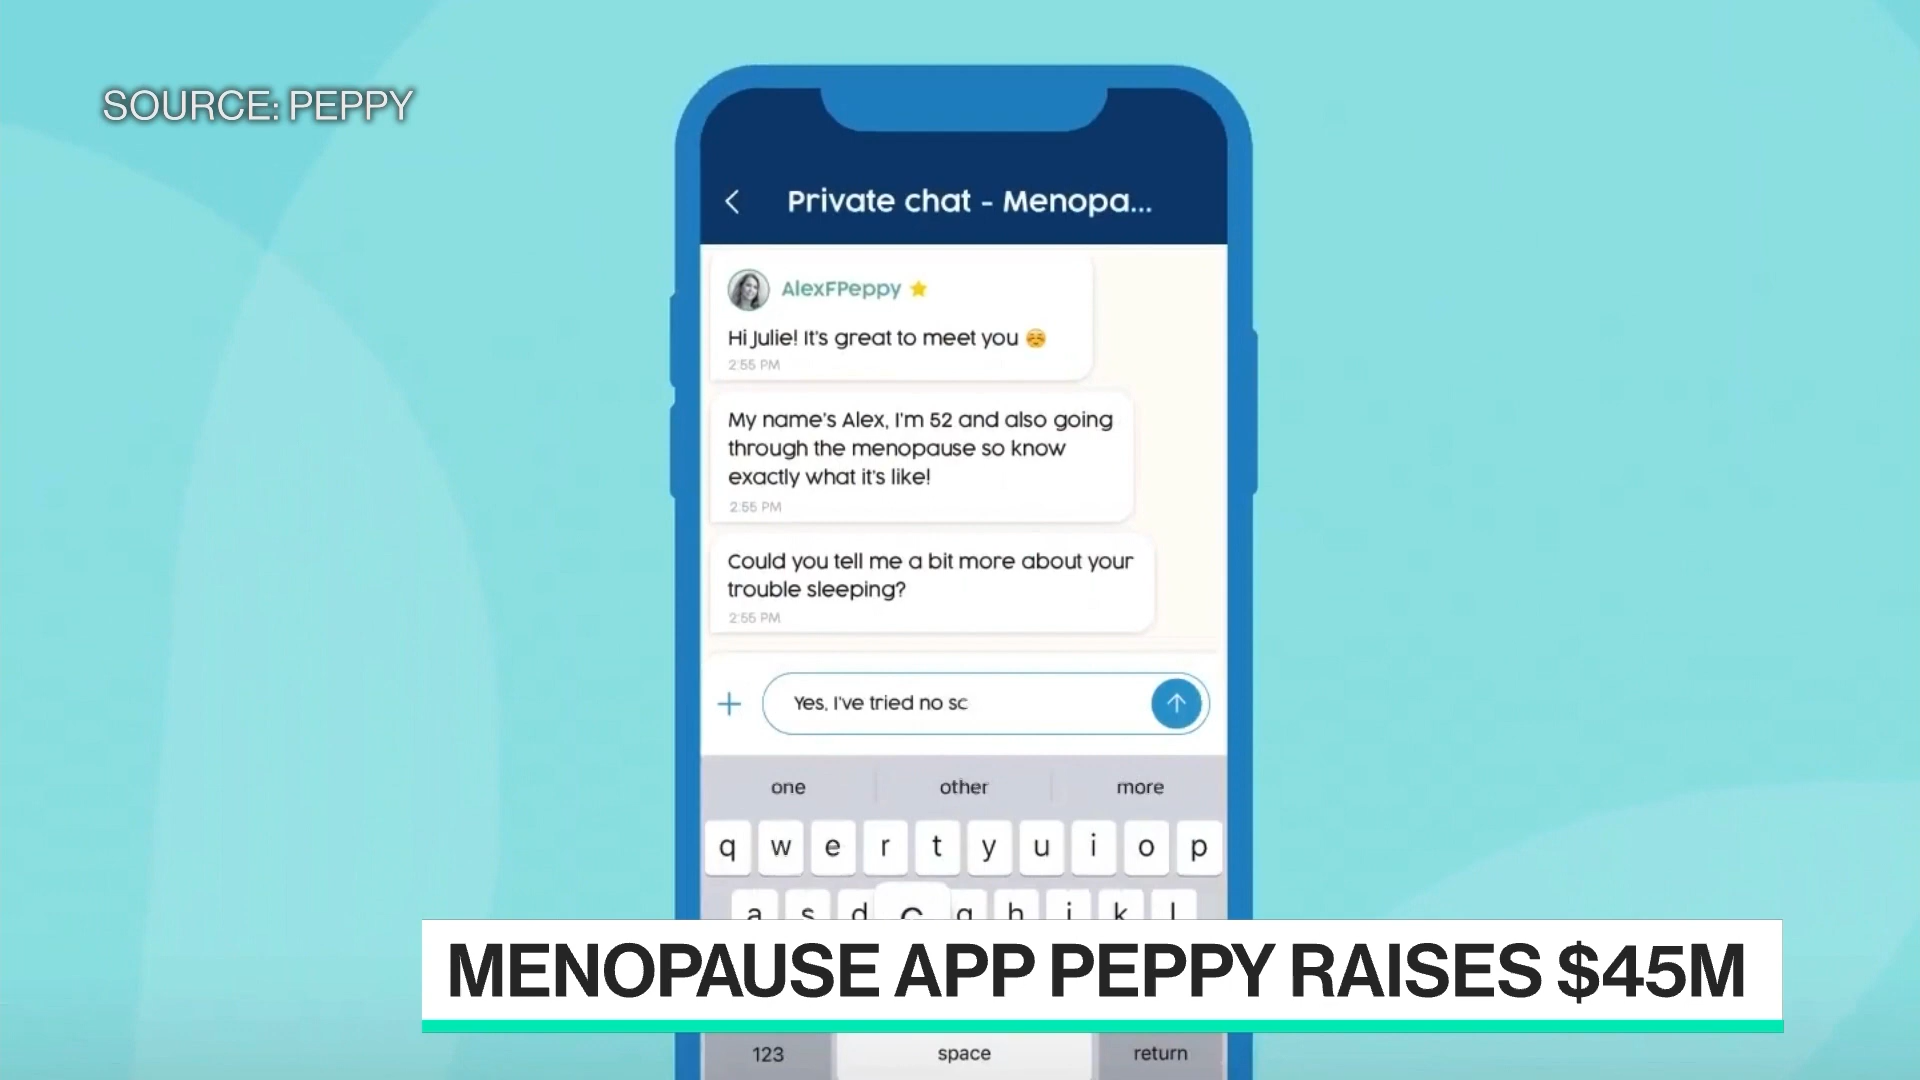 SOURCE: PEPPY
Private chat - Menopa...
AlexFPeppy
Hi Julie! It's great to meet you
2:55 PM
My name's Alex, I'm 52 and also going
through the menopause so know
exactly what it's like!
2:55 PM
Could you tell me a bit more about your
trouble sleeping?
2:55 PM
Yes, I've tried no sc
one other more
q w e r t y u i o p
a s d c g h j k l
MENOPAUSE APP PEPPY RAISES $45M
123 space return